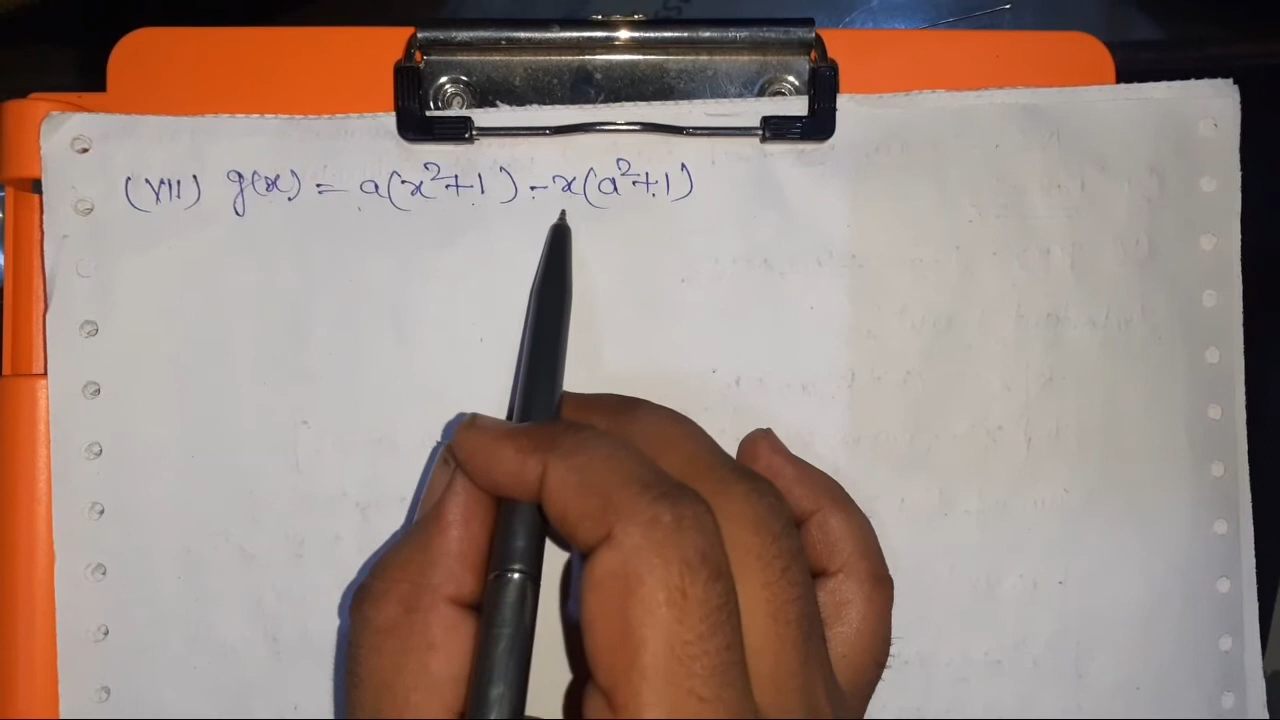 (VII) g(x) = a(x²+1) - x(a²+1)